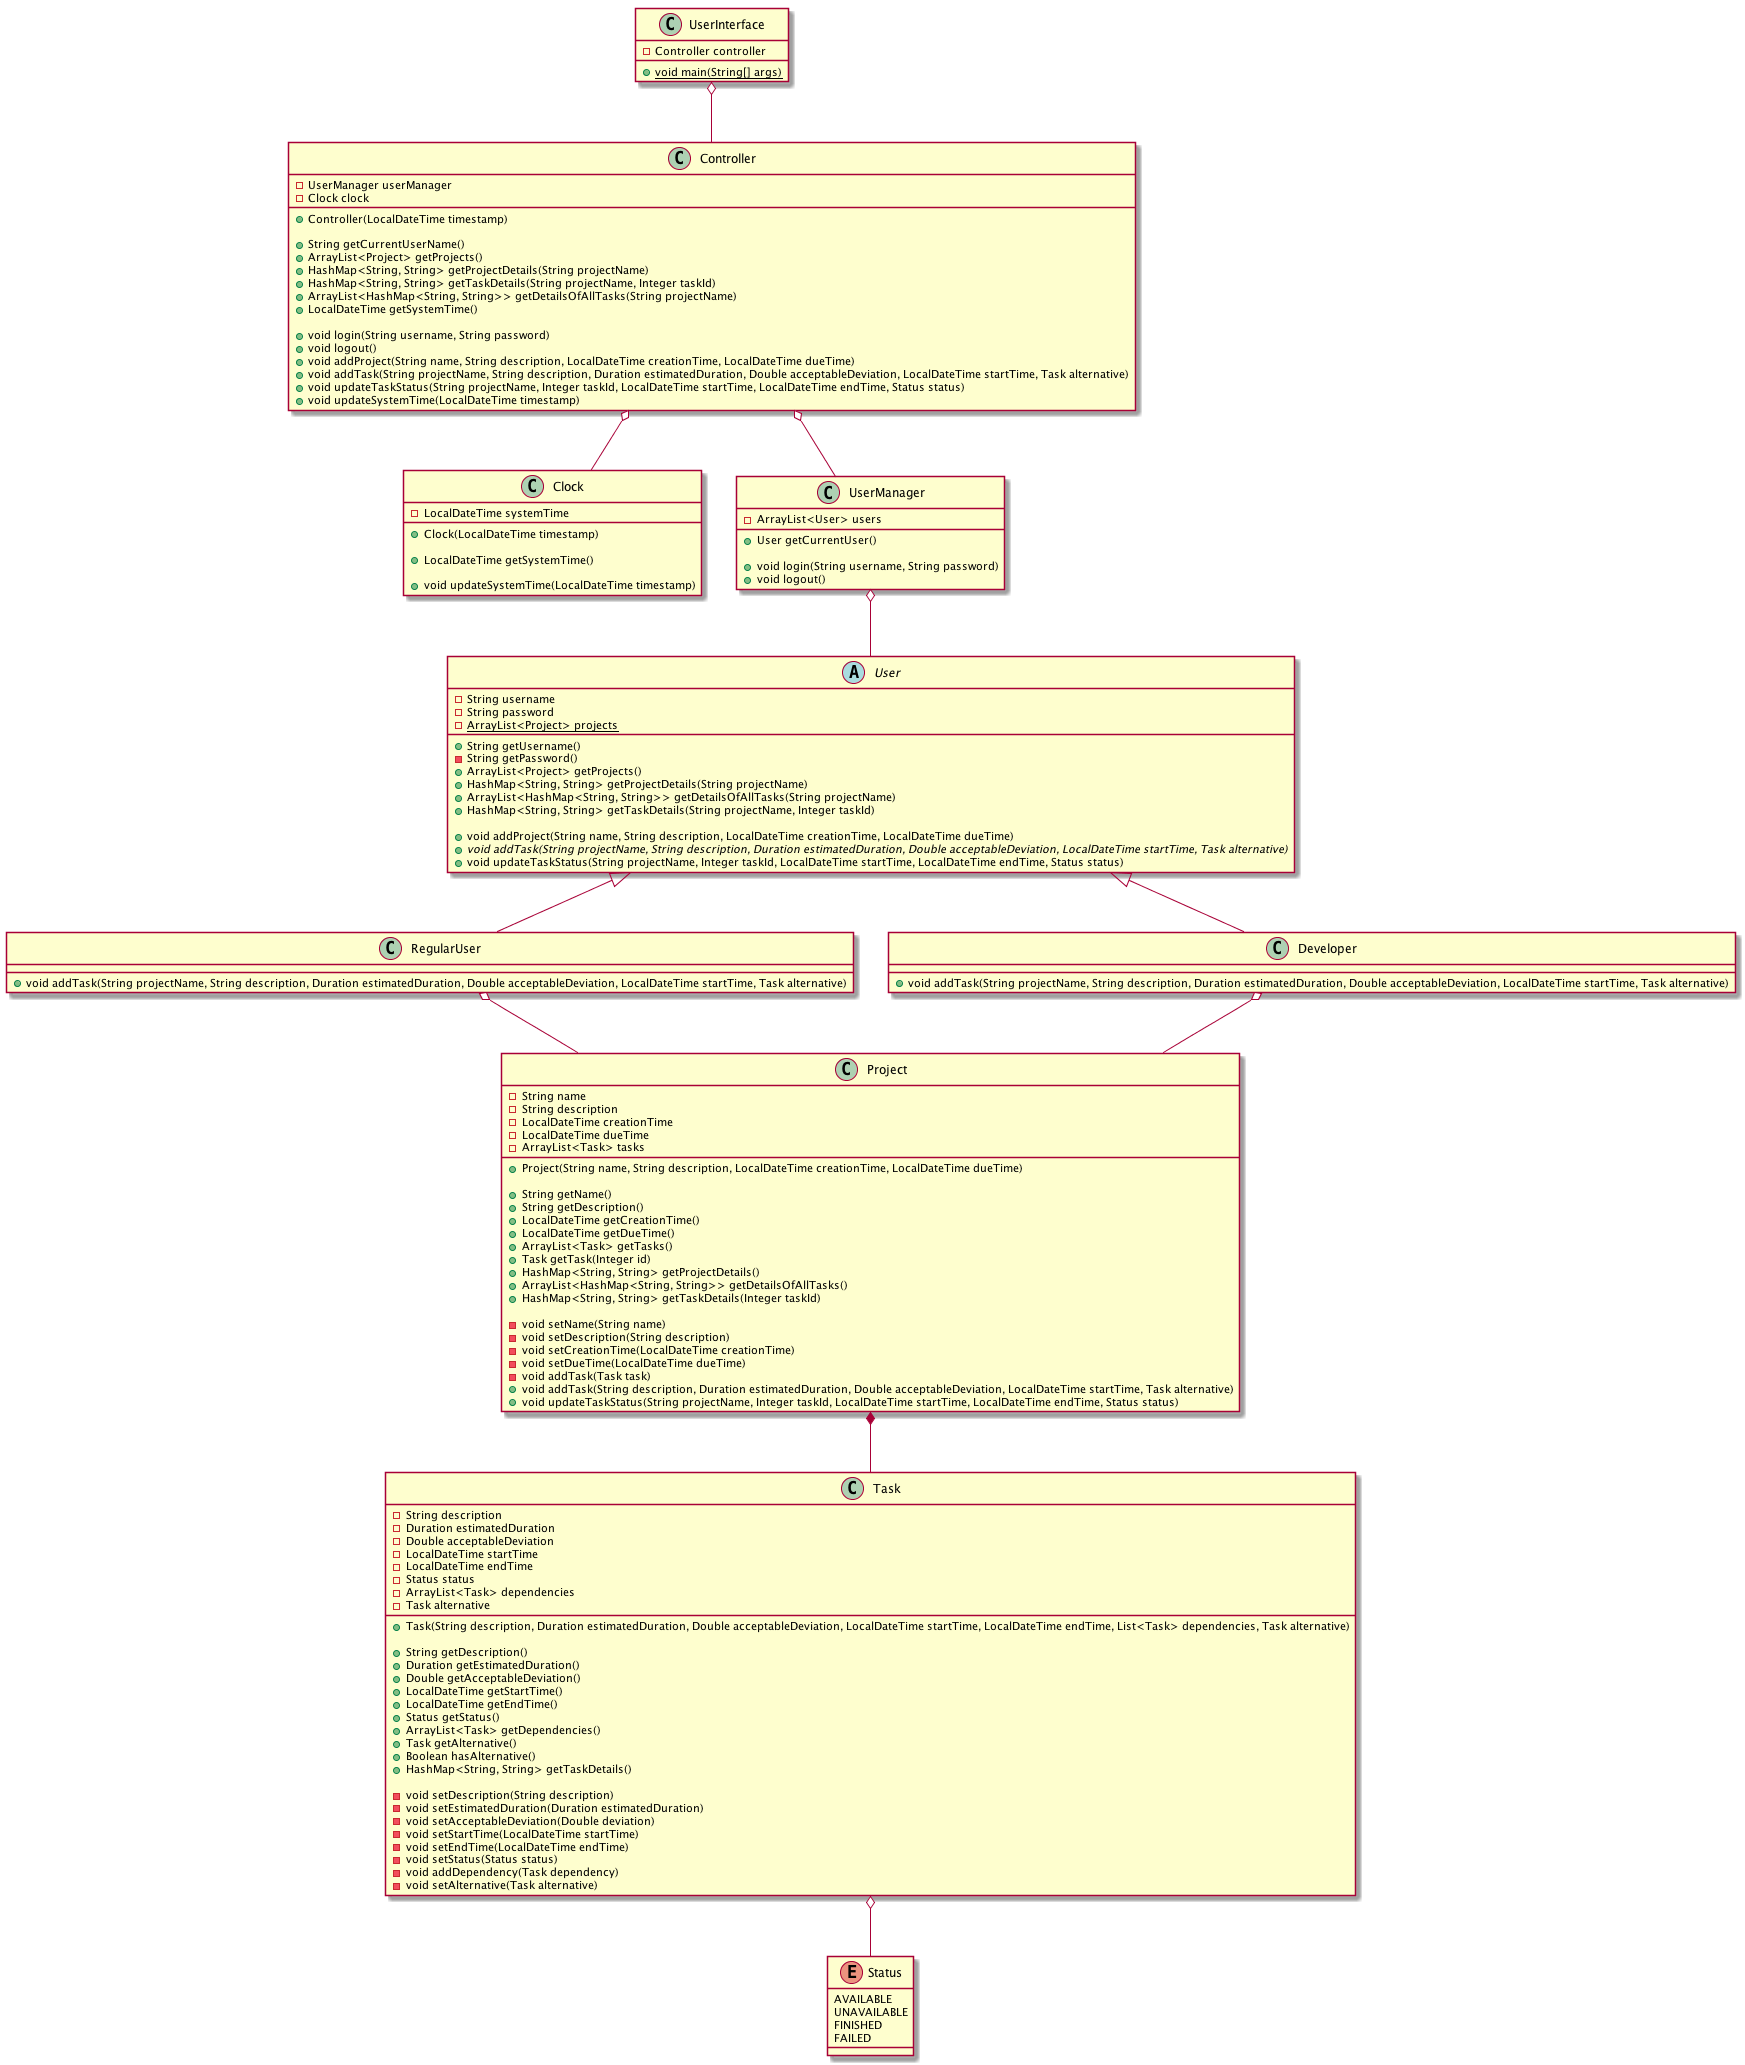 C UserInterface
Controller controller
void main(String[] args)
C Controller
UserManager userManager
Clock clock
Controller(LocalDateTime timestamp)
String getCurrentUserName()
ArrayList<Project> getProjects()
HashMap<String, String> getProjectDetails(String projectName)
HashMap<String, String> getTaskDetails(String projectName, Integer taskId)
ArrayList<HashMap<String, String>> getDetailsOfAllTasks(String projectName)
LocalDateTime getSystemTime()
void login(String username, String password)
void logout()
void addProject(String name, String description, LocalDateTime creationTime, LocalDateTime dueTime)
void addTask(String projectName, String description, Duration estimatedDuration, Double acceptableDeviation, LocalDateTime startTime, Task alternative)
void updateTaskStatus(String projectName, Integer taskId, LocalDateTime startTime, LocalDateTime endTime, Status status)
void updateSystemTime(LocalDateTime timestamp)
C Clock
LocalDateTime systemTime
Clock(LocalDateTime timestamp)
LocalDateTime getSystemTime()
void updateSystemTime(LocalDateTime timestamp)
C UserManager
ArrayList<User> users
User getCurrentUser()
void login(String username, String password)
void logout()
A User
String username
String password
ArrayList<Project> projects
String getUsername()
String getPassword()
ArrayList<Project> getProjects()
HashMap<String, String> getProjectDetails(String projectName)
ArrayList<HashMap<String, String>> getDetailsOfAllTasks(String projectName)
HashMap<String, String> getTaskDetails(String projectName, Integer taskId)
void addProject(String name, String description, LocalDateTime creationTime, LocalDateTime dueTime)
void addTask(String projectName, String description, Duration estimatedDuration, Double acceptableDeviation, LocalDateTime startTime, Task alternative)
void updateTaskStatus(String projectName, Integer taskId, LocalDateTime startTime, LocalDateTime endTime, Status status)
C RegularUser
void addTask(String projectName, String description, Duration estimatedDuration, Double acceptableDeviation, LocalDateTime startTime, Task alternative)
C Developer
void addTask(String projectName, String description, Duration estimatedDuration, Double acceptableDeviation, LocalDateTime startTime, Task alternative)
C Project
String name
String description
LocalDateTime creationTime
LocalDateTime dueTime
ArrayList<Task> tasks
Project(String name, String description, LocalDateTime creationTime, LocalDateTime dueTime)
String getName()
String getDescription()
LocalDateTime getCreationTime()
LocalDateTime getDueTime()
ArrayList<Task> getTasks()
Task getTask(Integer id)
HashMap<String, String> getProjectDetails()
ArrayList<HashMap<String, String>> getDetailsOfAllTasks()
HashMap<String, String> getTaskDetails(Integer taskId)
void setName(String name)
void setDescription(String description)
void setCreationTime(LocalDateTime creationTime)
void setDueTime(LocalDateTime dueTime)
void addTask(Task task)
void addTask(String description, Duration estimatedDuration, Double acceptableDeviation, LocalDateTime startTime, Task alternative)
void updateTaskStatus(String projectName, Integer taskId, LocalDateTime startTime, LocalDateTime endTime, Status status)
C Task
String description
Duration estimatedDuration
Double acceptableDeviation
LocalDateTime startTime
LocalDateTime endTime
Status status
ArrayList<Task> dependencies
Task alternative
Task(String description, Duration estimatedDuration, Double acceptableDeviation, LocalDateTime startTime, LocalDateTime endTime, List<Task> dependencies, Task alternative)
String getDescription()
Duration getEstimatedDuration()
Double getAcceptableDeviation()
LocalDateTime getStartTime()
LocalDateTime getEndTime()
Status getStatus()
ArrayList<Task> getDependencies()
Task getAlternative()
Boolean hasAlternative()
HashMap<String, String> getTaskDetails()
void setDescription(String description)
void setEstimatedDuration(Duration estimatedDuration)
void setAcceptableDeviation(Double deviation)
void setStartTime(LocalDateTime startTime)
void setEndTime(LocalDateTime endTime)
void setStatus(Status status)
void addDependency(Task dependency)
void setAlternative(Task alternative)
E Status
AVAILABLE
UNAVAILABLE
FINISHED
FAILED